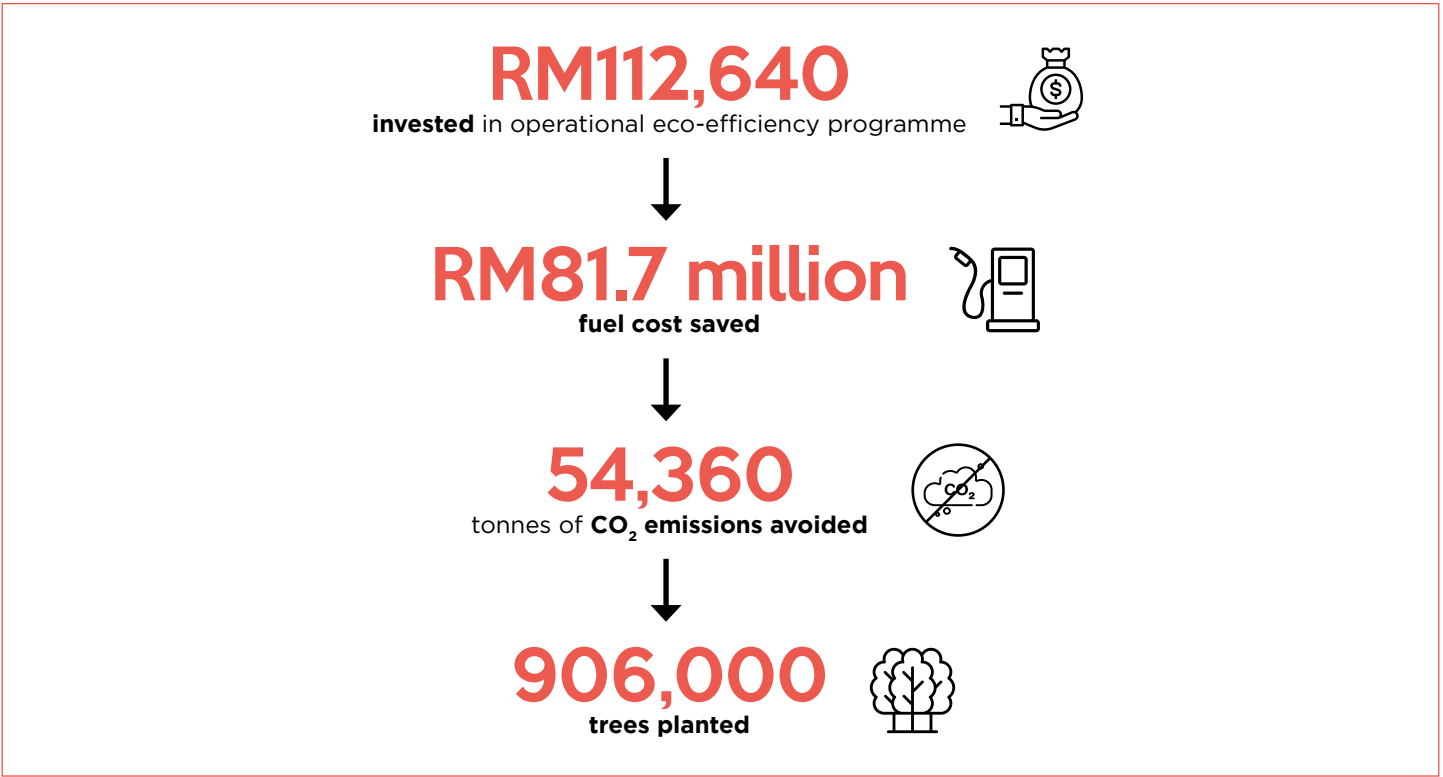 RM112,640
invested in operational eco-efficiency programme
$
RM81.7 million
fuel cost saved
CO₂
54,360
tonnes of CO₂ emissions avoided
906,000
trees planted